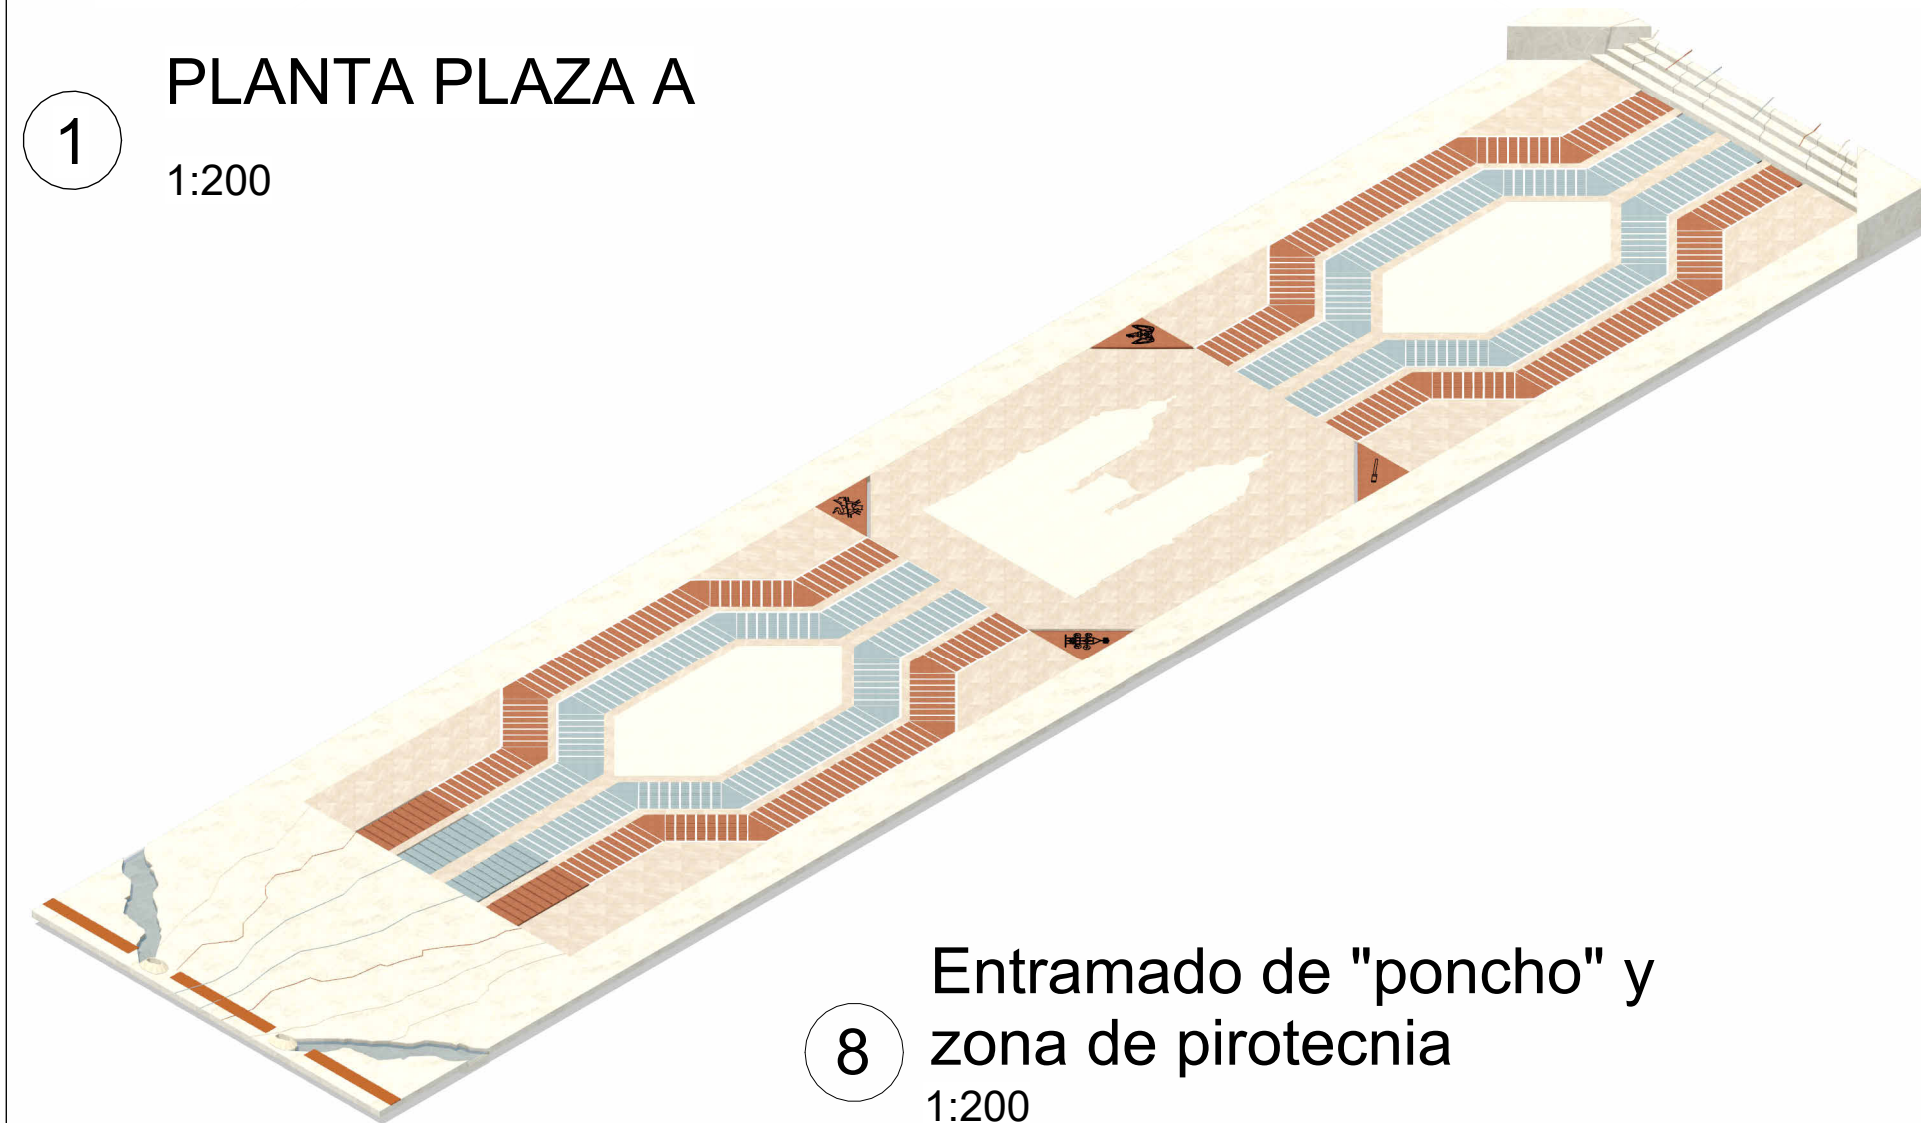 1
PLANTA PLAZA A
1:200
8
Entramado de "poncho" y
zona de pirotecnia
1:200